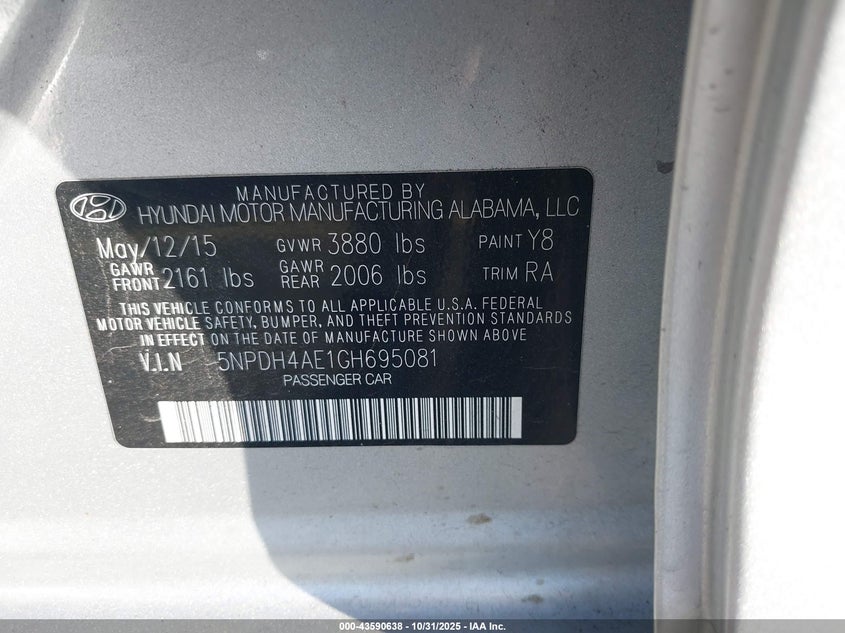 MANUFACTURED BY
HYUNDAI MOTOR MANUFACTURING ALABAMA, LLC
May/12/15 GVWR 3880 lbs PAINT Y8
GAWR FRONT 2161 lbs GAWR REAR 2006 lbs TRIM RA
THIS VEHICLE CONFORMS TO ALL APPLICABLE U.S.A. FEDERAL
MOTOR VEHICLE SAFETY, BUMPER, AND THEFT PREVENTION STANDARDS
IN EFFECT ON THE DATE OF MANUFACTURE SHOWN ABOVE
V.I.N 5NPDH4AE1GH695081
PASSENGER CAR
000-43590638 - 10/31/2025 - IAA Inc.